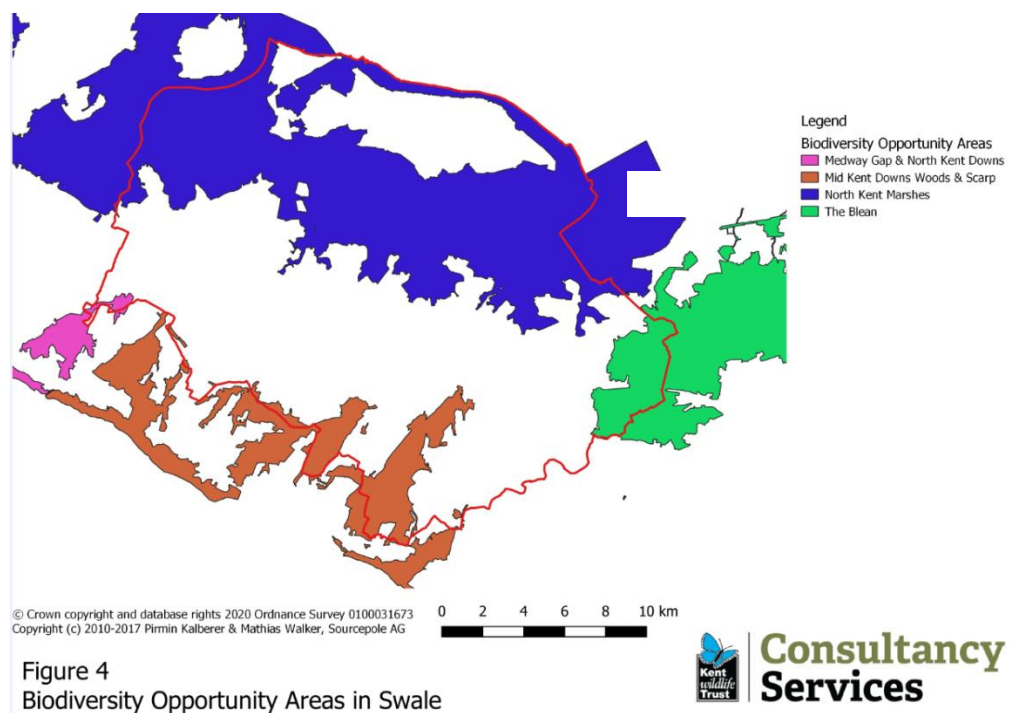 Legend
Biodiversity Opportunity Areas
Medway Gap & North Kent Downs
Mid Kent Downs Woods & Scarp
North Kent Marshes
The Blean
© Crown copyright and database rights 2020 Ordnance Survey 0100031673
Copyright (c) 2010-2017 Pirmin Kalberer & Mathias Walker, Sourcepole AG
0 2 4 6 8 10 km
Figure 4
Biodiversity Opportunity Areas in Swale
Kent
Wildlife
Trust
Consultancy
Services